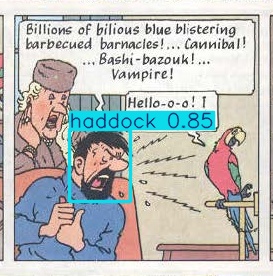 Billions of bilious blue blistering
barbecued barnacles!... Cannibal!
...Bashi-bazouk!...
Vampire!
Hello-o-o! I
haddock 0.85